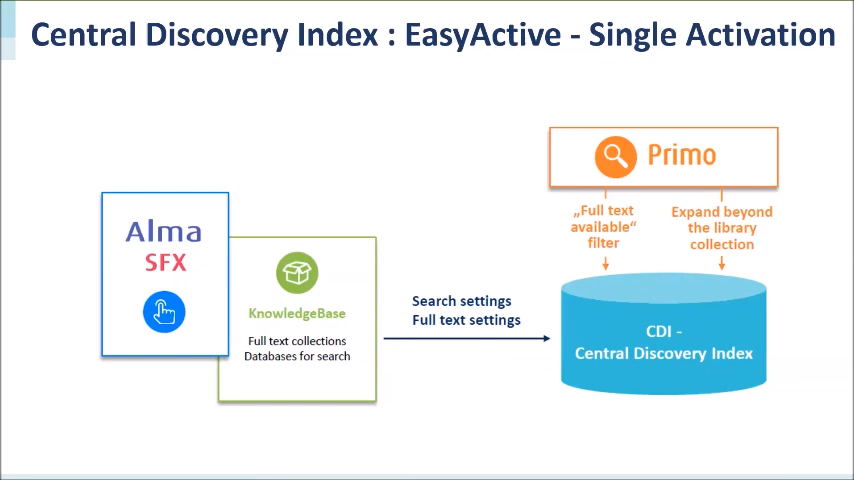 Central Discovery Index : EasyActive - Single Activation
Primo
„Full text
available“
filter
Expand beyond
the library
collection
Alma
SFX
KnowledgeBase
Full text collections
Databases for search
Search settings
Full text settings
CDI -
Central Discovery Index